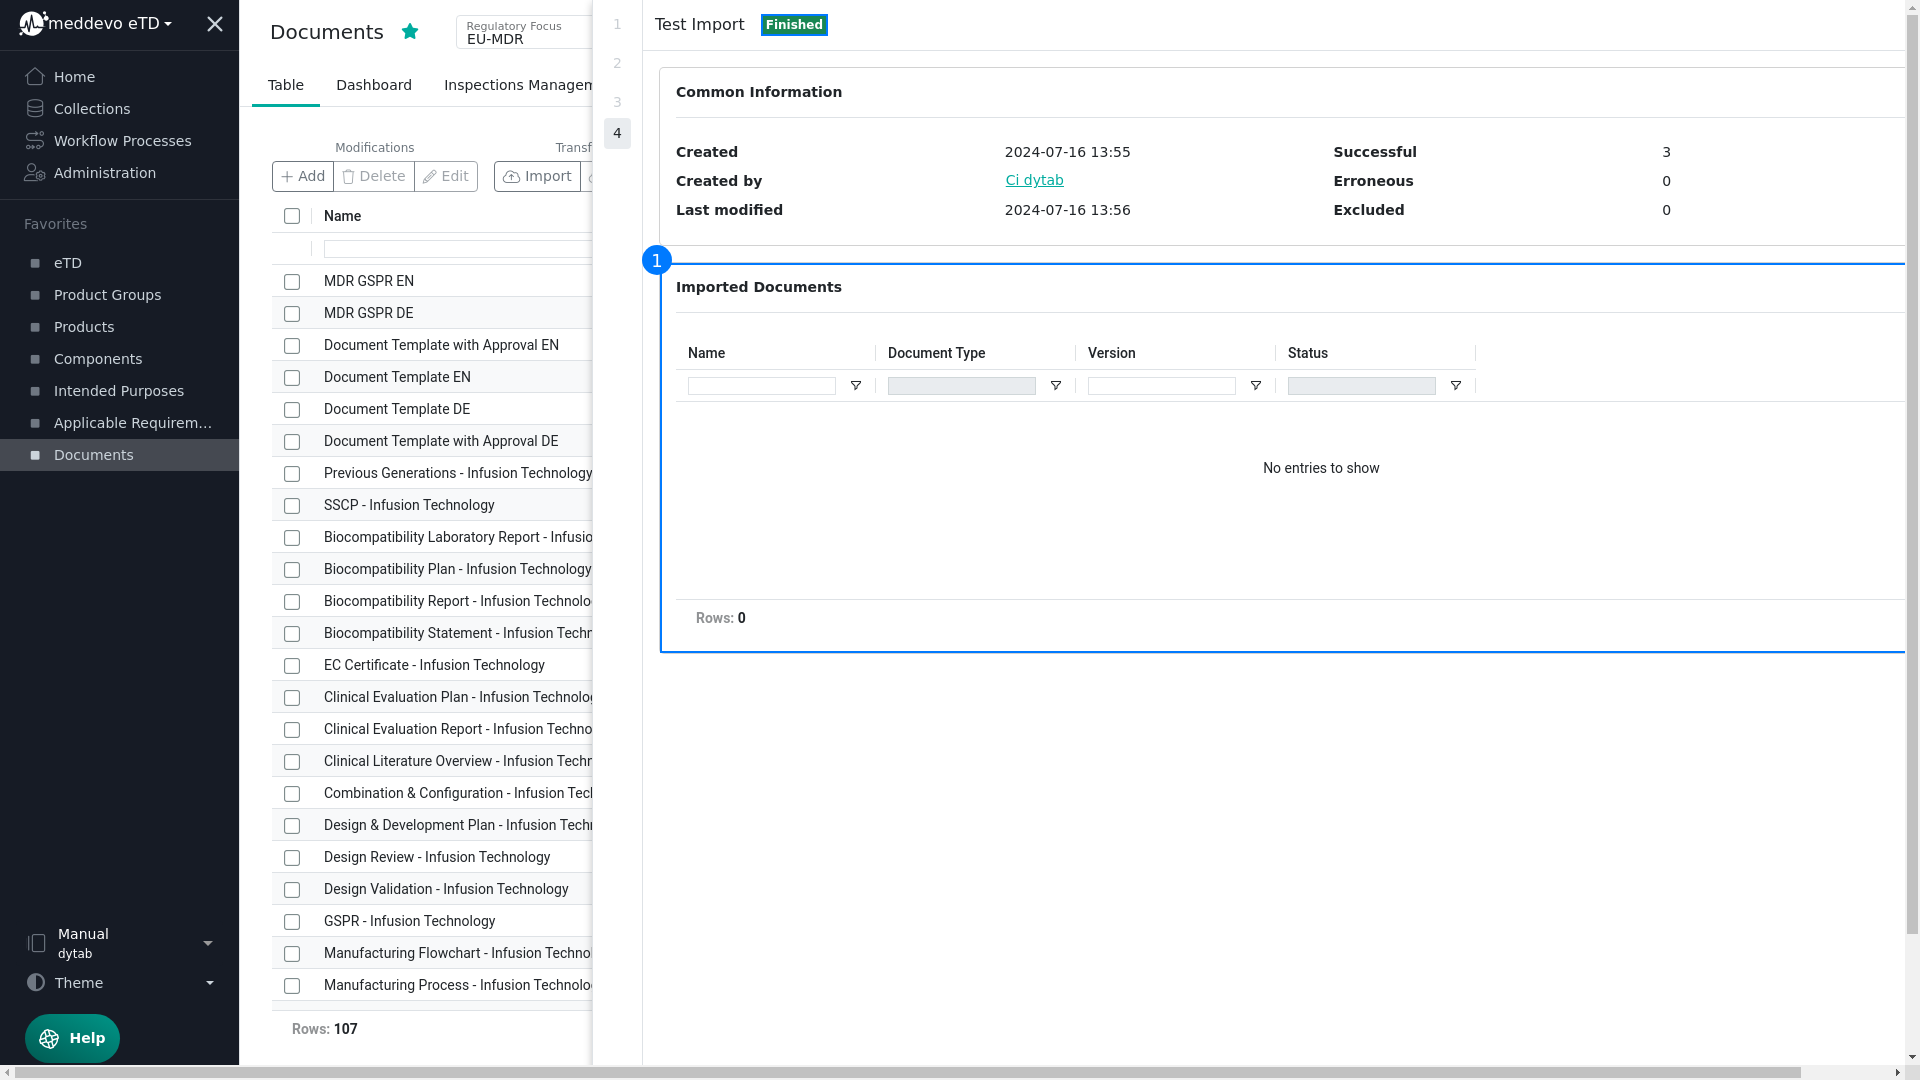 meddevo eTD
Home
Collections
Workflow Processes
Administration
Favorites
eTD
Product Groups
Products
Components
Intended Purposes
Applicable Requirem...
Documents
Manual
dytab
Theme
Help
Documents
Regulatory Focus
EU-MDR
Table
Dashboard
Inspections Managem
Modifications
Transf
Add
Delete
Edit
Import
Name
MDR GSPR EN
MDR GSPR DE
Document Template with Approval EN
Document Template EN
Document Template DE
Document Template with Approval DE
Previous Generations - Infusion Technology
SSCP - Infusion Technology
Biocompatibility Laboratory Report - Infusio
Biocompatibility Plan - Infusion Technology
Biocompatibility Report - Infusion Technolo
Biocompatibility Statement - Infusion Techn
EC Certificate - Infusion Technology
Clinical Evaluation Plan - Infusion Technolo
Clinical Evaluation Report - Infusion Techno
Clinical Literature Overview - Infusion Techn
Combination & Configuration - Infusion Tec
Design & Development Plan - Infusion Techn
Design Review - Infusion Technology
Design Validation - Infusion Technology
GSPR - Infusion Technology
Manufacturing Flowchart - Infusion Techno
Manufacturing Process - Infusion Technolo
Rows: 107
1
2
3
4
Test Import Finished
Common Information
Created 2024-07-16 13:55 Successful 3
Created by Ci dytab Erroneous 0
Last modified 2024-07-16 13:56 Excluded 0
1
Imported Documents
Name Document Type Version Status
No entries to show
Rows: 0